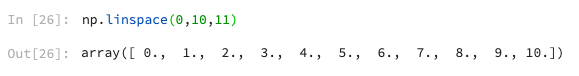 In [26]: np.linspace(0,10,11)
Out[26]: array([ 0.,  1.,  2.,  3.,  4.,  5.,  6.,  7.,  8.,  9., 10.])